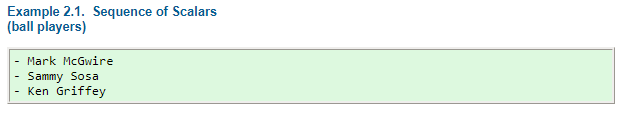 Example 2.1. Sequence of Scalars
(ball players)
- Mark McGwire
- Sammy Sosa
- Ken Griffey